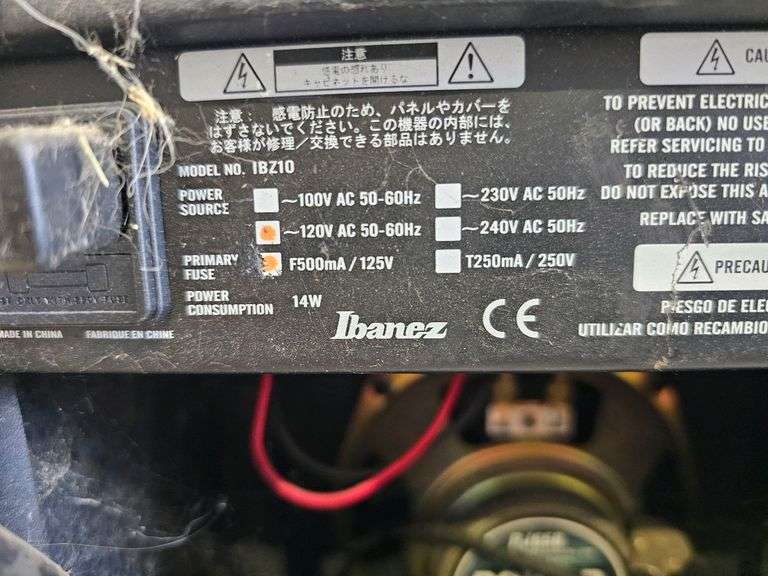 注意
感電の恐れあり
キャビネットを開けるな
CAU
注意： 感電防止のため、パネルやカバーを
はずさないでください。この機器の内部には、
お客様が修理／交換できる部品はありません。
TO PREVENT ELECTRIC
(OR BACK) NO USE
REFER SERVICING TO
TO REDUCE THE RIS
DO NOT EXPOSE THIS A
REPLACE WITH SA
MODEL NO. IBZ10
POWER SOURCE
~100V AC 50-60Hz
~230V AC 50Hz
~120V AC 50-60Hz
~240V AC 50Hz
PRIMARY FUSE
F500mA / 125V
T250mA / 250V
POWER CONSUMPTION 14W
Ibanez CE
PRECAU
RIESGO DE ELE
UTILIZAR COMO RECAMBIO
MADE IN CHINA FABRIQUE EN CHINE